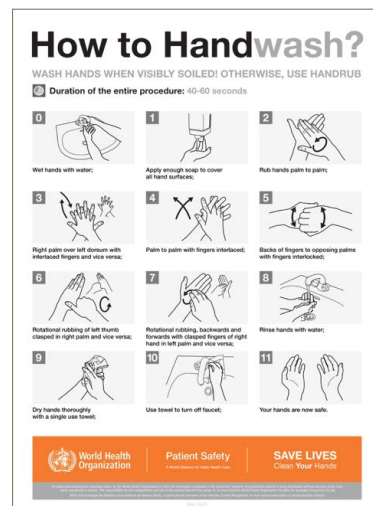 How to Handwash?
WASH HANDS WHEN VISIBLY SOILED! OTHERWISE, USE HANDRUB
Duration of the entire procedure: 40-60 seconds
0
1
2
Wet hands with water;
Apply enough soap to cover
all hand surfaces;
Rub hands palm to palm;
3
4
5
Right palm over left dorsum with
interlaced fingers and vice versa;
Palm to palm with fingers interlaced;
Backs of fingers to opposing palms
with fingers interlocked;
6
7
8
Rotational rubbing of left thumb
clasped in right palm and vice versa;
Rotational rubbing, backwards and
forwards with clasped fingers of right
hand in left palm and vice versa;
Rinse hands with water;
9
10
11
Dry hands thoroughly
with a single use towel;
Use towel to turn off faucet;
Your hands are now safe.
World Health
Organization
Patient Safety
A World Alliance for Safer Health Care
SAVE LIVES
Clean Your Hands